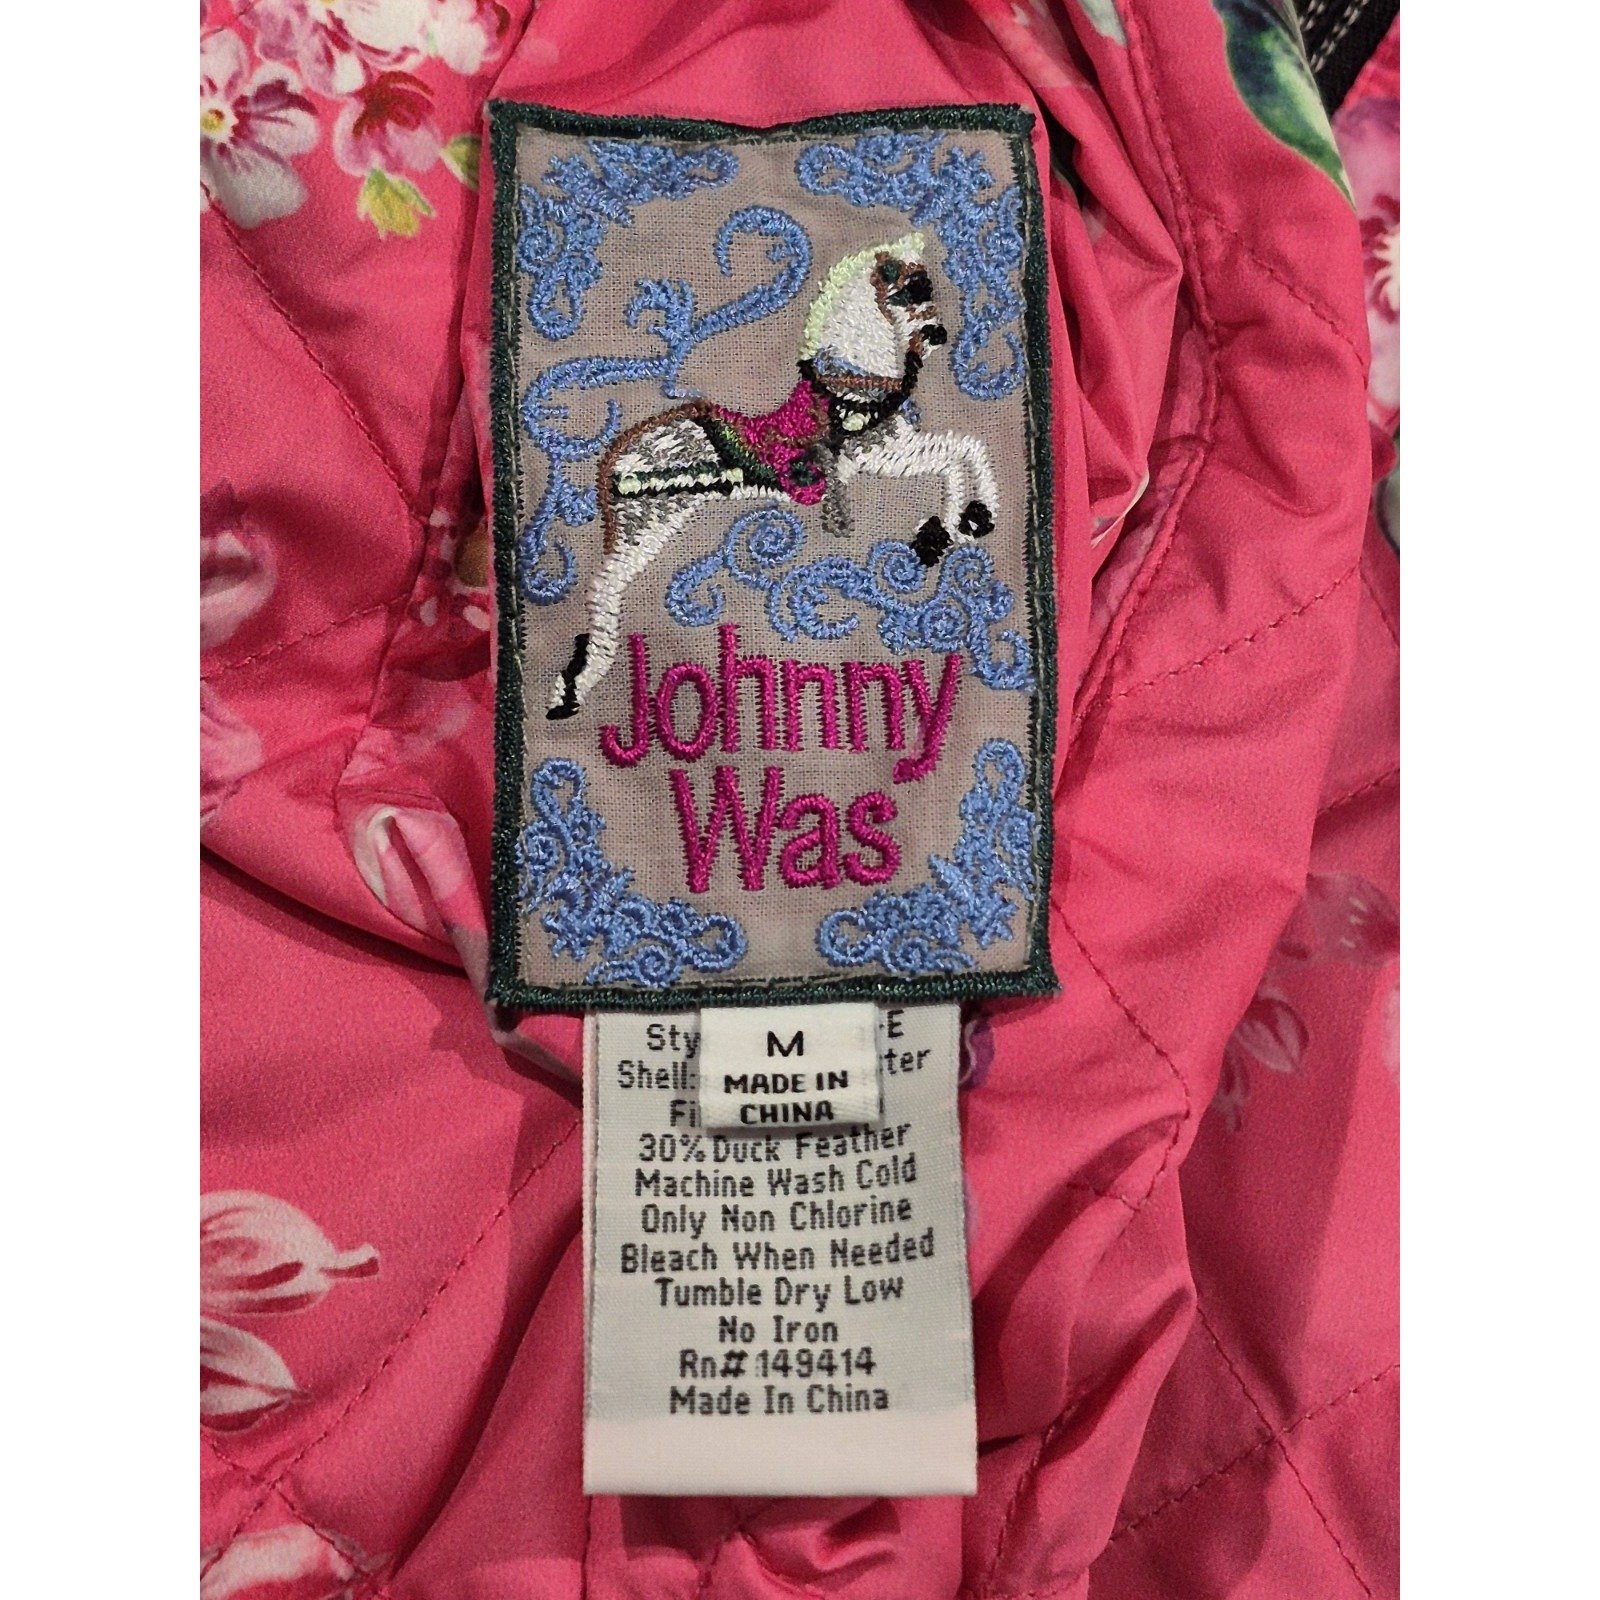 Johnny
Was
M
MADE IN
CHINA
Shell:
30% Duck Feather
Machine Wash Cold
Only Non Chlorine
Bleach When Needed
Tumble Dry Low
No Iron
Rn# 149414
Made In China